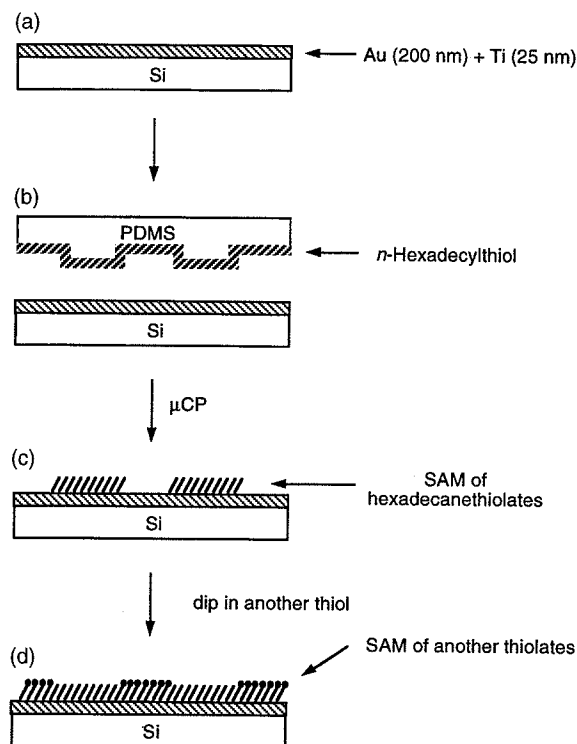 (a)
Au (200 nm) + Ti (25 nm)
Si
(b)
PDMS
n-Hexadecylthiol
Si
μCP
(c)
SAM of
hexadecanethiolates
Si
dip in another thiol
SAM of another thiolates
(d)
Si